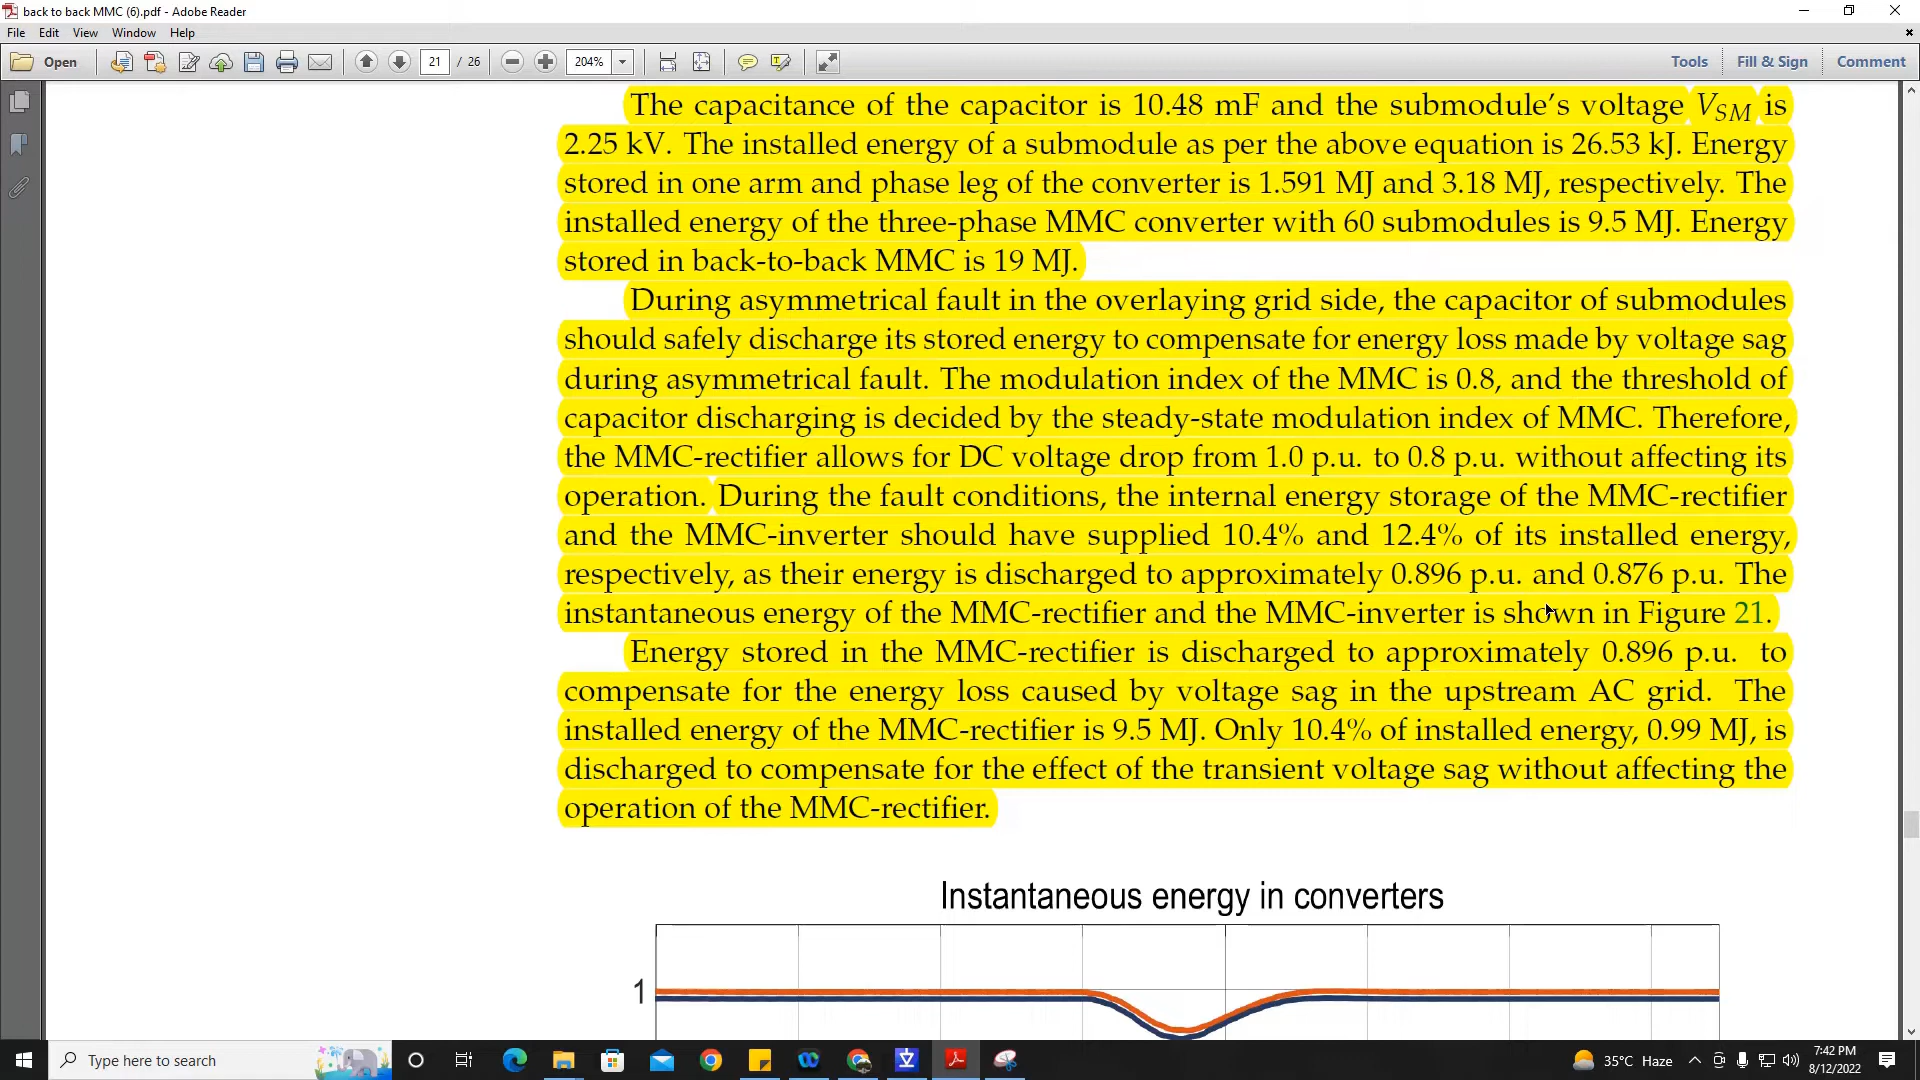 back to back MMC (6).pdf - Adobe Reader
File Edit View Window Help
Open 21 / 26 204% Tools Fill & Sign Comment
The capacitance of the capacitor is 10.48 mF and the submodule’s voltage VSM is
2.25 kV. The installed energy of a submodule as per the above equation is 26.53 kJ. Energy
stored in one arm and phase leg of the converter is 1.591 MJ and 3.18 MJ, respectively. The
installed energy of the three-phase MMC converter with 60 submodules is 9.5 MJ. Energy
stored in back-to-back MMC is 19 MJ.
During asymmetrical fault in the overlaying grid side, the capacitor of submodules
should safely discharge its stored energy to compensate for energy loss made by voltage sag
during asymmetrical fault. The modulation index of the MMC is 0.8, and the threshold of
capacitor discharging is decided by the steady-state modulation index of MMC. Therefore,
the MMC-rectifier allows for DC voltage drop from 1.0 p.u. to 0.8 p.u. without affecting its
operation. During the fault conditions, the internal energy storage of the MMC-rectifier
and the MMC-inverter should have supplied 10.4% and 12.4% of its installed energy,
respectively, as their energy is discharged to approximately 0.896 p.u. and 0.876 p.u. The
instantaneous energy of the MMC-rectifier and the MMC-inverter is shown in Figure 21.
Energy stored in the MMC-rectifier is discharged to approximately 0.896 p.u. to
compensate for the energy loss caused by voltage sag in the upstream AC grid. The
installed energy of the MMC-rectifier is 9.5 MJ. Only 10.4% of installed energy, 0.99 MJ, is
discharged to compensate for the effect of the transient voltage sag without affecting the
operation of the MMC-rectifier.
Instantaneous energy in converters
1
Type here to search 35°C Haze 7:42 PM
8/12/2022